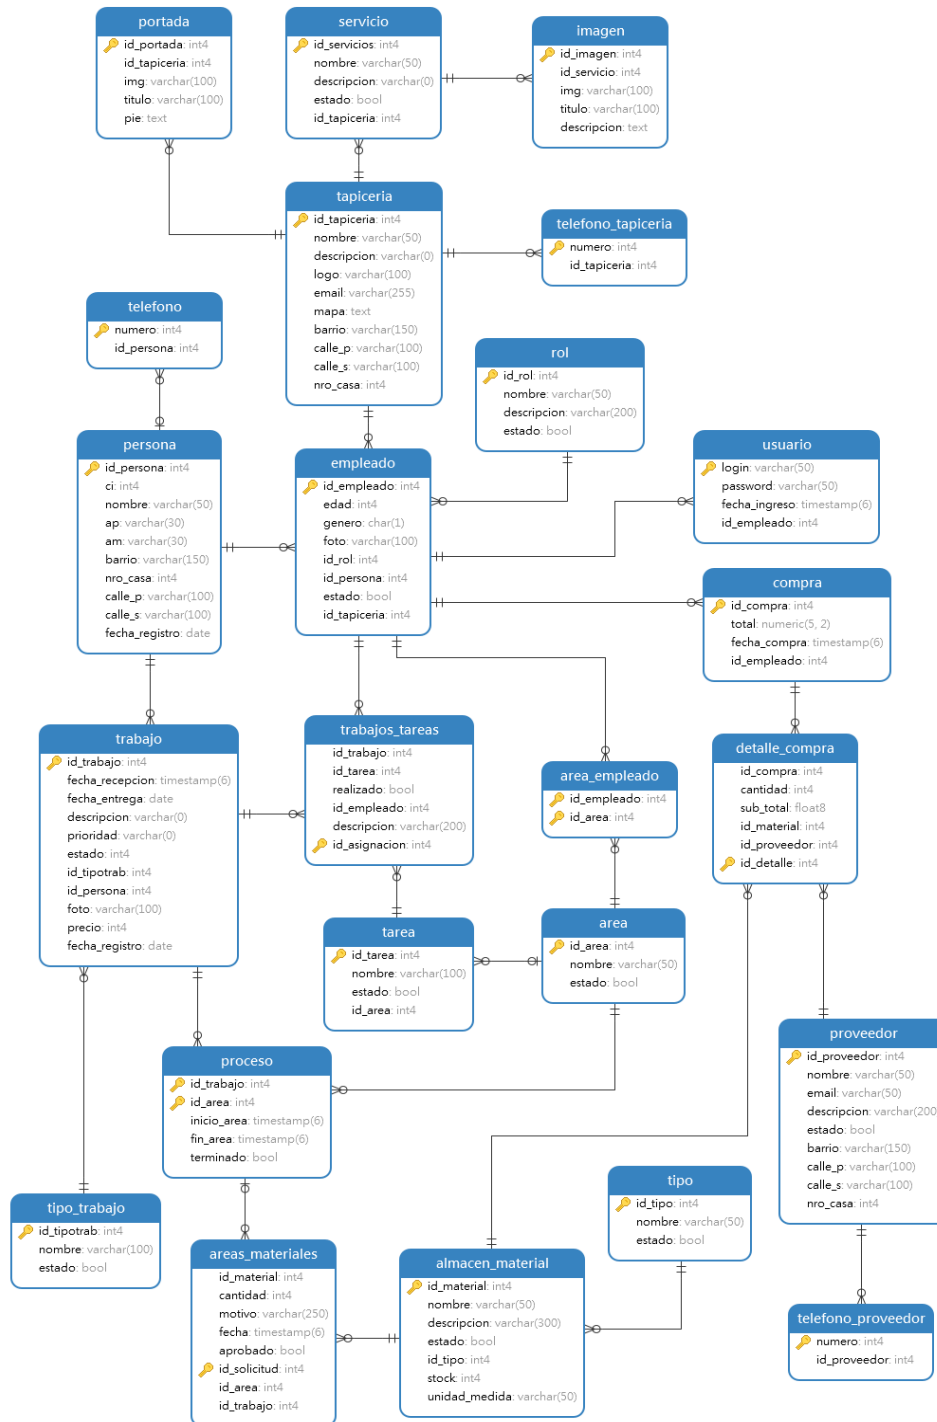 portada
id_portada: int4
id_tapiceria: int4
img: varchar(100)
titulo: varchar(100)
pie: text
servicio
id_servicios: int4
nombre: varchar(50)
descripcion: varchar(0)
estado: bool
id_tapiceria: int4
imagen
id_imagen: int4
id_servicio: int4
img: varchar(100)
titulo: varchar(100)
descripcion: text
tapiceria
id_tapiceria: int4
nombre: varchar(50)
descripcion: varchar(0)
logo: varchar(100)
email: varchar(255)
mapa: text
barrio: varchar(150)
calle_p: varchar(100)
calle_s: varchar(100)
nro_casa: int4
telefono_tapiceria
numero: int4
id_tapiceria: int4
telefono
numero: int4
id_persona: int4
rol
id_rol: int4
nombre: varchar(50)
descripcion: varchar(200)
estado: bool
persona
id_persona: int4
ci: int4
nombre: varchar(50)
ap: varchar(30)
am: varchar(30)
barrio: varchar(150)
nro_casa: int4
calle_p: varchar(100)
calle_s: varchar(100)
fecha_registro: date
empleado
id_empleado: int4
edad: int4
genero: char(1)
foto: varchar(100)
id_rol: int4
id_persona: int4
estado: bool
id_tapiceria: int4
usuario
login: varchar(50)
password: varchar(50)
fecha_ingreso: timestamp(6)
id_empleado: int4
compra
id_compra: int4
total: numeric(5, 2)
fecha_compra: timestamp(6)
id_empleado: int4
trabajo
id_trabajo: int4
fecha_recepcion: timestamp(6)
fecha_entrega: date
descripcion: varchar(0)
prioridad: varchar(0)
estado: int4
id_tipotrab: int4
id_persona: int4
foto: varchar(100)
precio: int4
fecha_registro: date
trabajos_tareas
id_trabajo: int4
id_tarea: int4
realizado: bool
id_empleado: int4
descripcion: varchar(200)
id_asignacion: int4
area_empleado
id_empleado: int4
id_area: int4
detalle_compra
id_compra: int4
cantidad: int4
sub_total: float8
id_material: int4
id_proveedor: int4
id_detalle: int4
tarea
id_tarea: int4
nombre: varchar(100)
estado: bool
id_area: int4
area
id_area: int4
nombre: varchar(50)
estado: bool
proceso
id_trabajo: int4
id_area: int4
inicio_area: timestamp(6)
fin_area: timestamp(6)
terminado: bool
proveedor
id_proveedor: int4
nombre: varchar(50)
email: varchar(50)
descripcion: varchar(200
estado: bool
barrio: varchar(150)
calle_p: varchar(100)
calle_s: varchar(100)
nro_casa: int4
tipo_trabajo
id_tipotrab: int4
nombre: varchar(100)
estado: bool
tipo
id_tipo: int4
nombre: varchar(50)
estado: bool
areas_materiales
id_material: int4
cantidad: int4
motivo: varchar(250)
fecha: timestamp(6)
aprobado: bool
id_solicitud: int4
id_area: int4
id_trabajo: int4
almacen_material
id_material: int4
nombre: varchar(50)
descripcion: varchar(300)
estado: bool
id_tipo: int4
stock: int4
unidad_medida: varchar(50)
telefono_proveedor
numero: int4
id_proveedor: int4